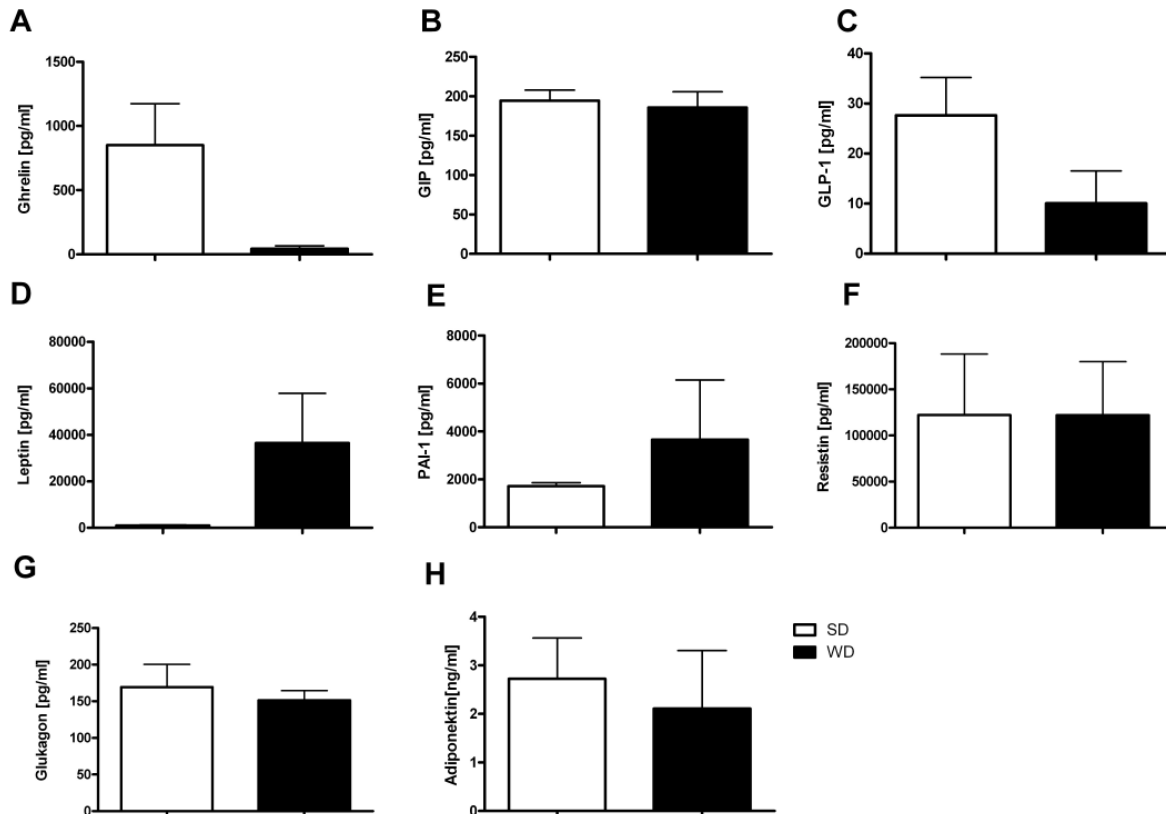 A
Ghrelin [pg/ml]
1500
1000
500
0
B
GIP [pg/ml]
250
200
150
100
50
0
C
GLP-1 [pg/ml]
40
30
20
10
0
D
Leptin [pg/ml]
80000
60000
40000
20000
0
E
PAI-1 [pg/ml]
8000
6000
4000
2000
0
F
Resistin [pg/ml]
200000
150000
100000
50000
0
G
Glukagon [pg/ml]
250
200
150
100
50
0
H
Adiponektin[ng/ml]
4
3
2
1
0
SD
WD